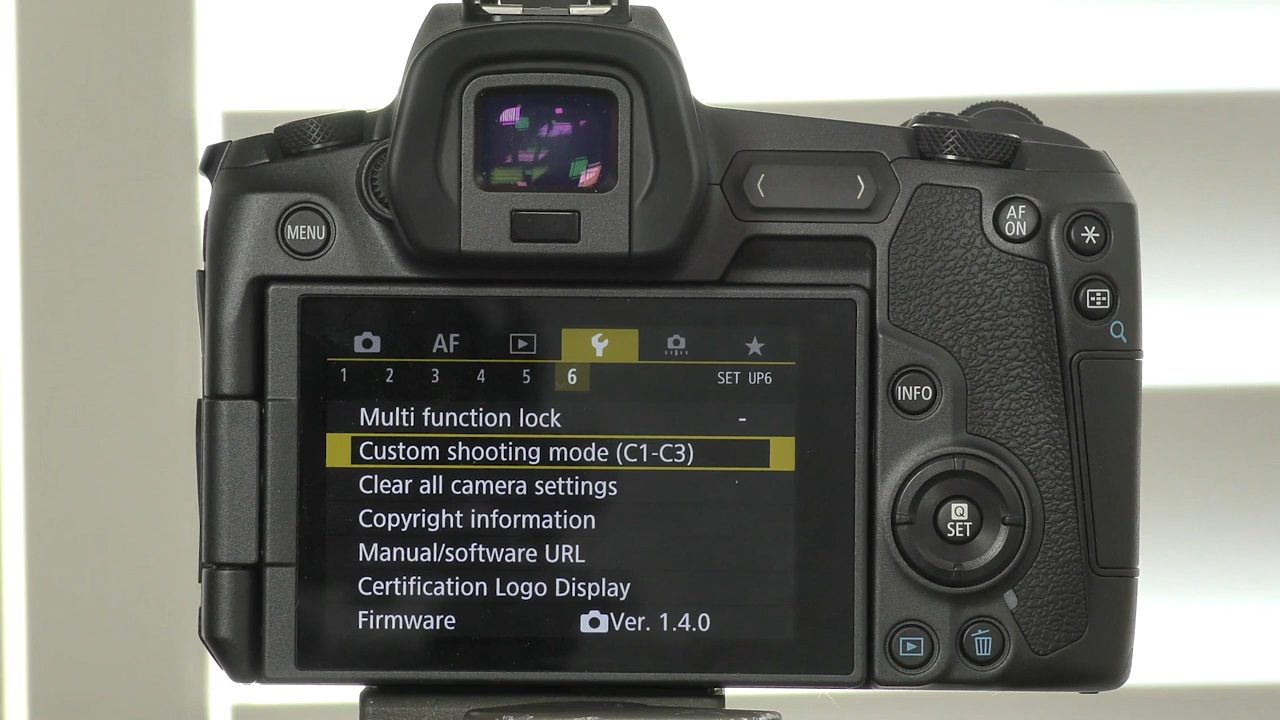 MENU
AF
ON
AF
1 2 3 4 5 6 SET UP6
Multi function lock -
Custom shooting mode (C1-C3)
Clear all camera settings
Copyright information
Manual/software URL
Certification Logo Display
Firmware Ver. 1.4.0
INFO
Q
SET